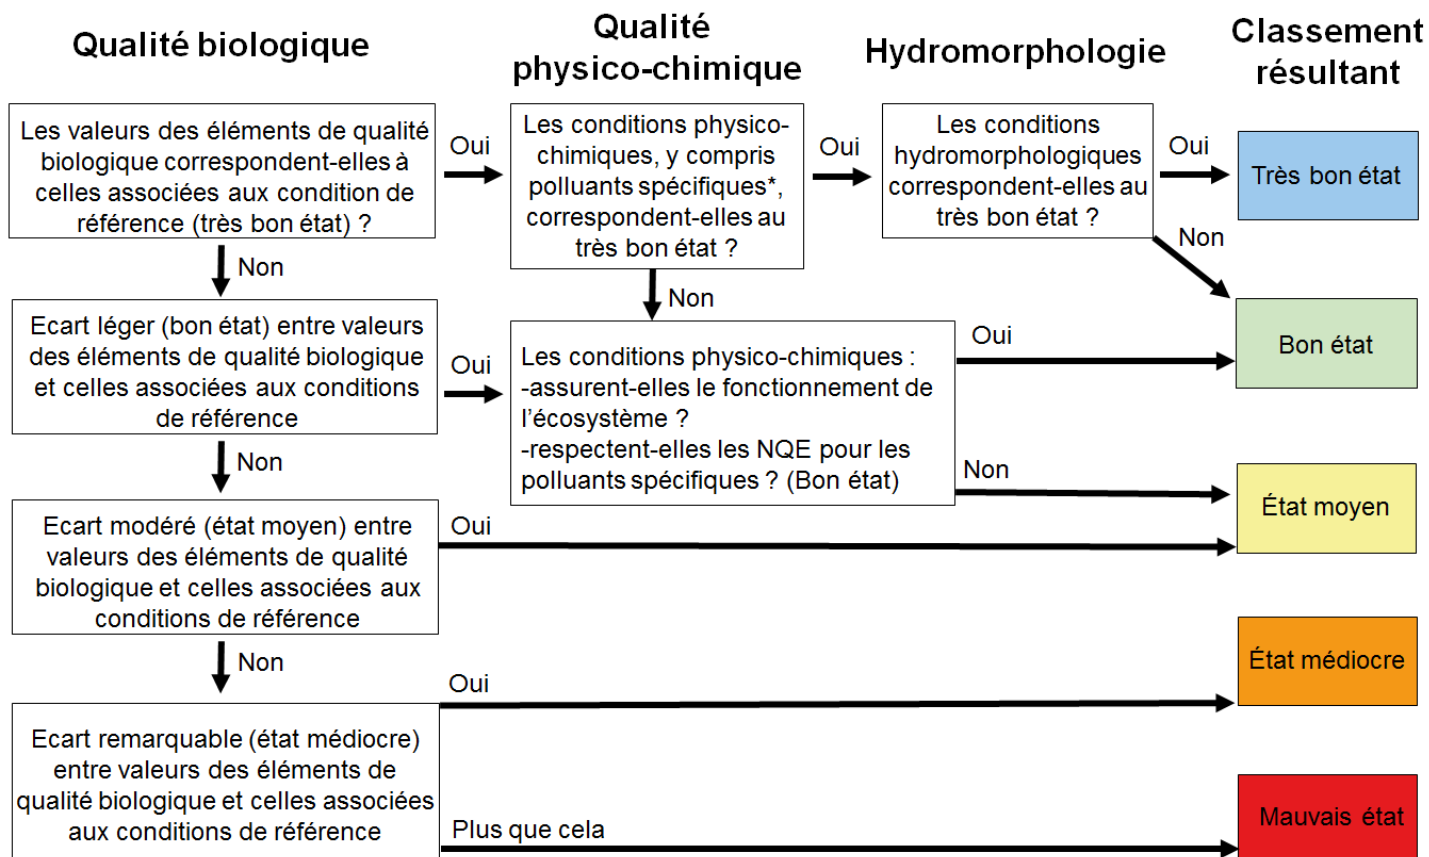 Qualité biologique
Qualité
physico-chimique
Hydromorphologie
Classement
résultant
Les valeurs des éléments de qualité
biologique correspondent-elles à
celles associées aux condition de
référence (très bon état) ?
Oui
Les conditions physico-
chimiques, y compris
polluants spécifiques*,
correspondent-elles au
très bon état ?
Oui
Les conditions
hydromorphologiques
correspondent-elles au
très bon état ?
Oui
Très bon état
Non
Non
Non
Ecart léger (bon état) entre valeurs
des éléments de qualité biologique
et celles associées aux conditions
de référence
Oui
Les conditions physico-chimiques :
-assurent-elles le fonctionnement de
l'écosystème ?
-respectent-elles les NQE pour les
polluants spécifiques ? (Bon état)
Oui
Bon état
Non
Non
État moyen
Ecart modéré (état moyen) entre
valeurs des éléments de qualité
biologique et celles associées aux
conditions de référence
Oui
Non
État médiocre
Oui
Ecart remarquable (état médiocre)
entre valeurs des éléments de
qualité biologique et celles associées
aux conditions de référence
Plus que cela
Mauvais état